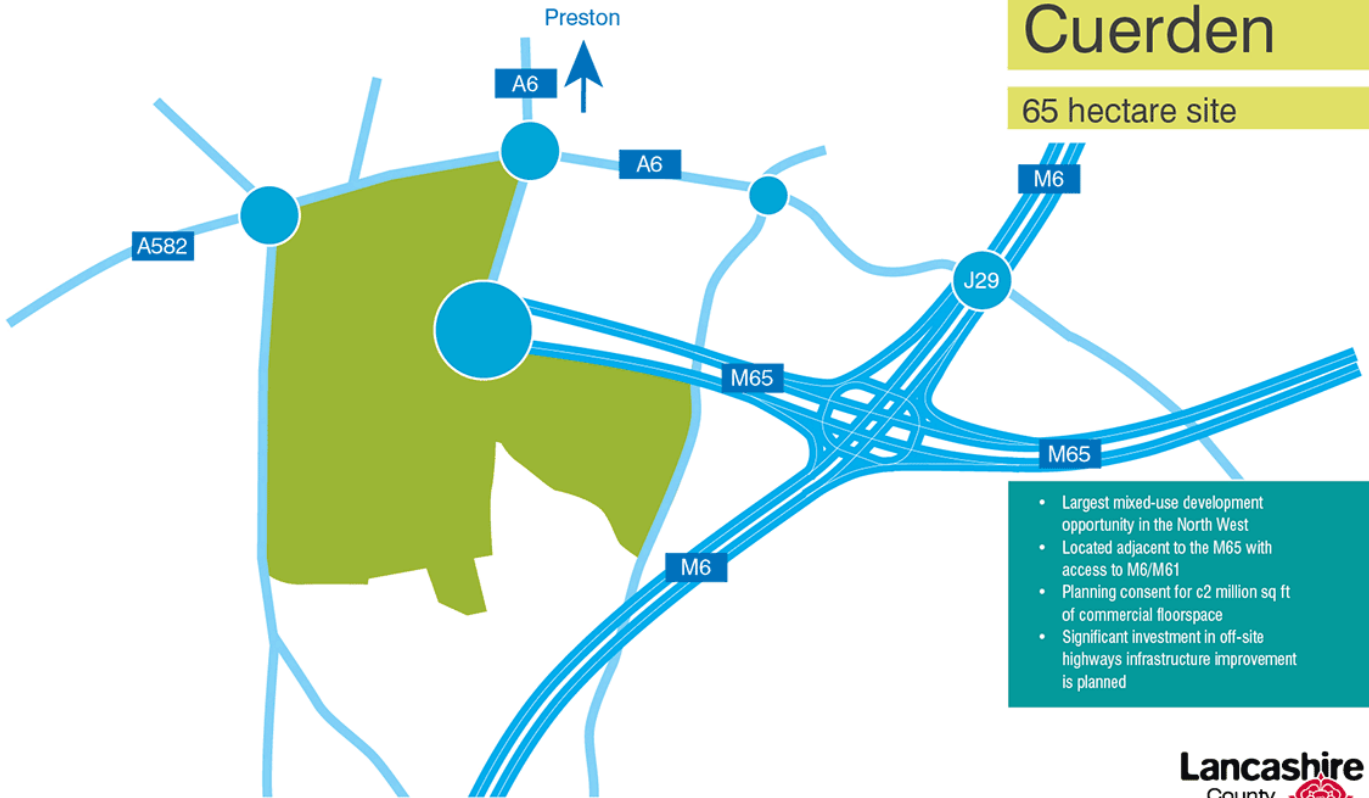 Preston
A6
A6
A582
Cuerden
65 hectare site
M6
J29
M65
M65
M6
• Largest mixed-use development
opportunity in the North West
• Located adjacent to the M65 with
access to M6/M61
• Planning consent for c2 million sq ft
of commercial floorspace
• Significant investment in off-site
highways infrastructure improvement
is planned
Lancashire
County